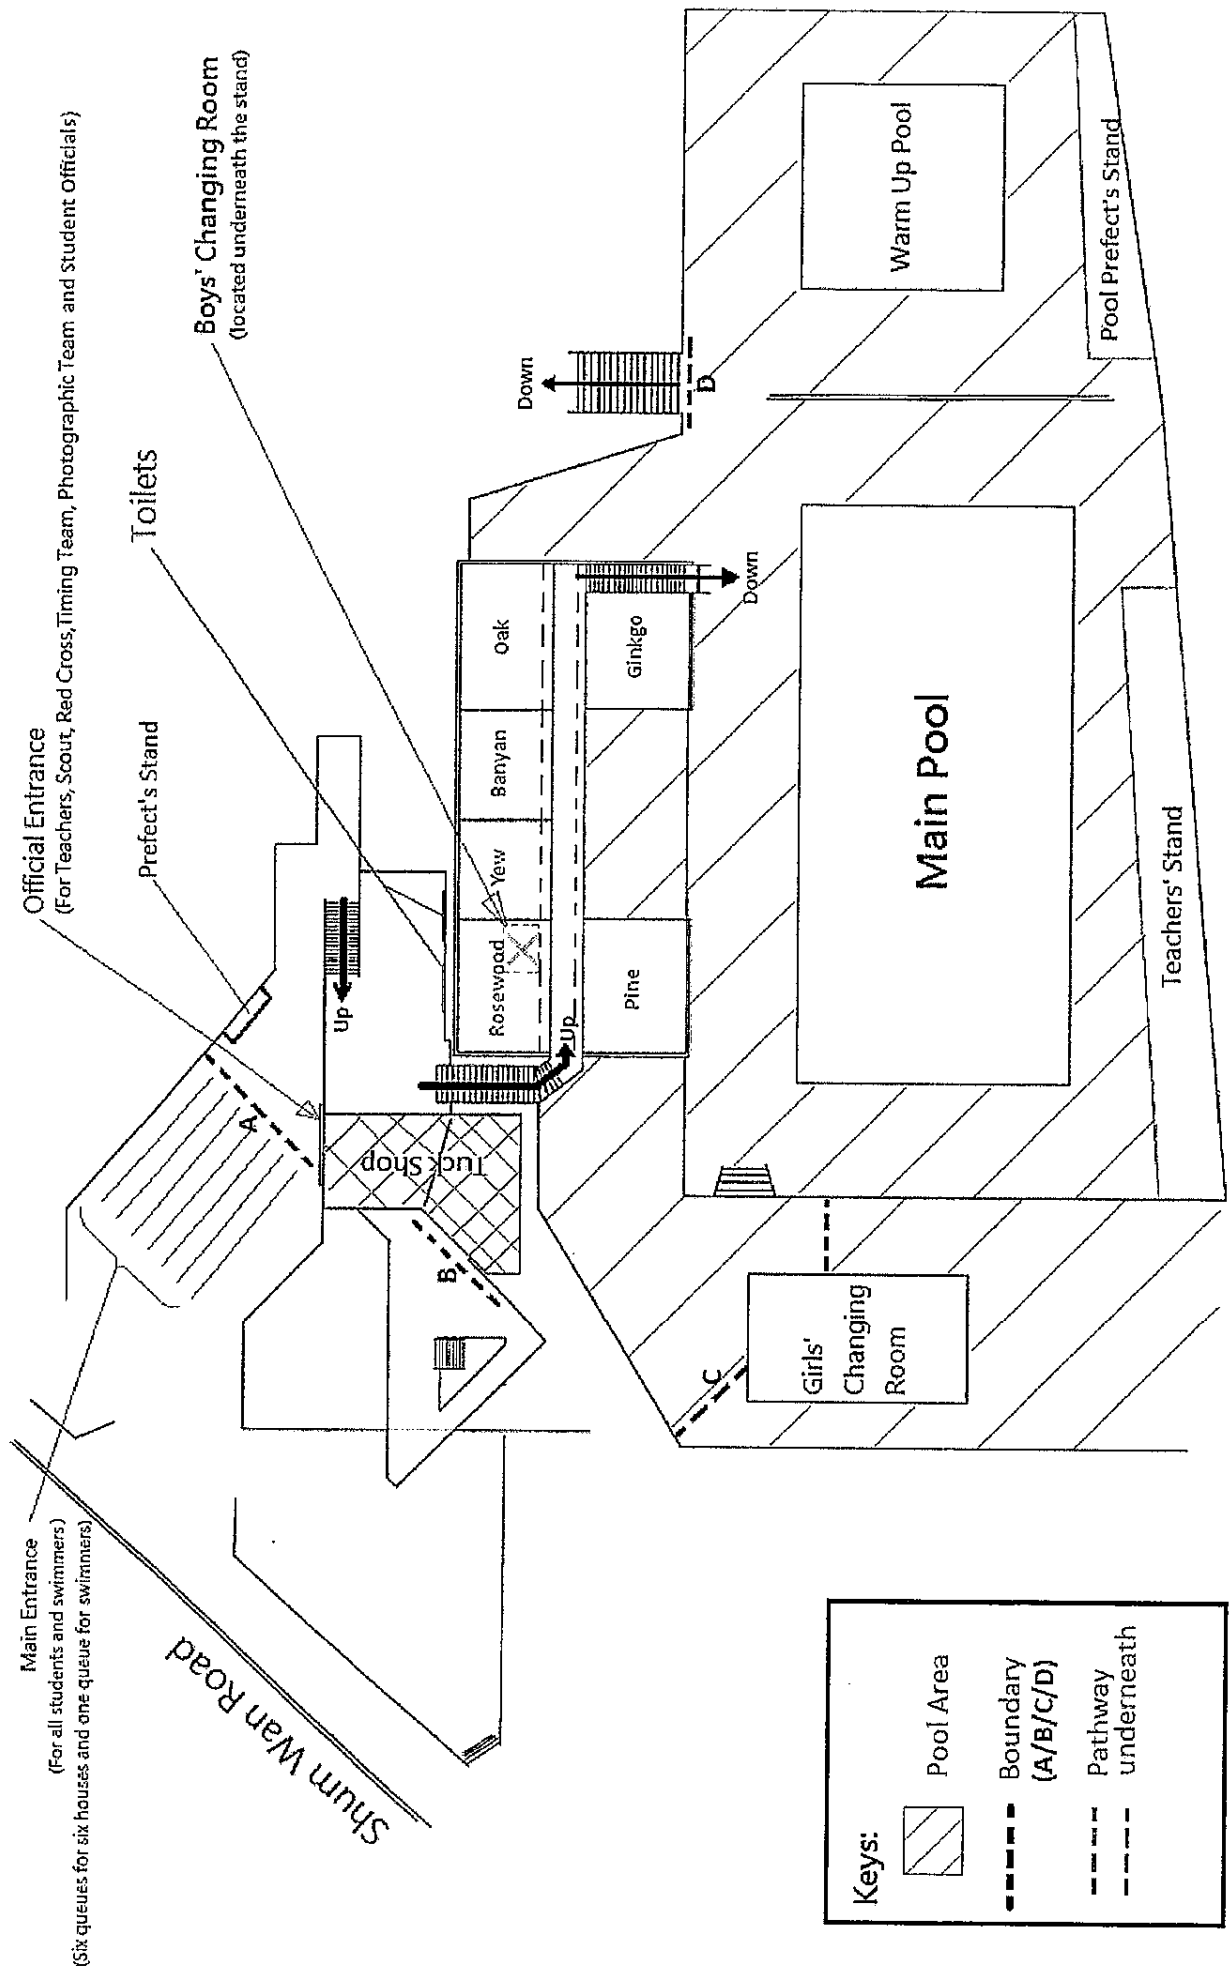 Main Entrance
(For all students and swimmers)
(Six queues for six houses and one queue for swimmers)
Official Entrance
(For Teachers, Scout, Red Cross, Timing Team, Photographic Team and Student Officials)
Prefect's Stand
Toilets
Boys' Changing Room
(located underneath the stand)
Shum Wan Road
A
Up
Tuck Shop
B
Up
Rosewood
Yew
Banyan
Oak
Pine
Ginkgo
Down
Down
D
C
Girls'
Changing
Room
Main Pool
Warm Up Pool
Teachers' Stand
Pool Prefect's Stand
Keys:
Pool Area
Boundary
(A/B/C/D)
Pathway
underneath